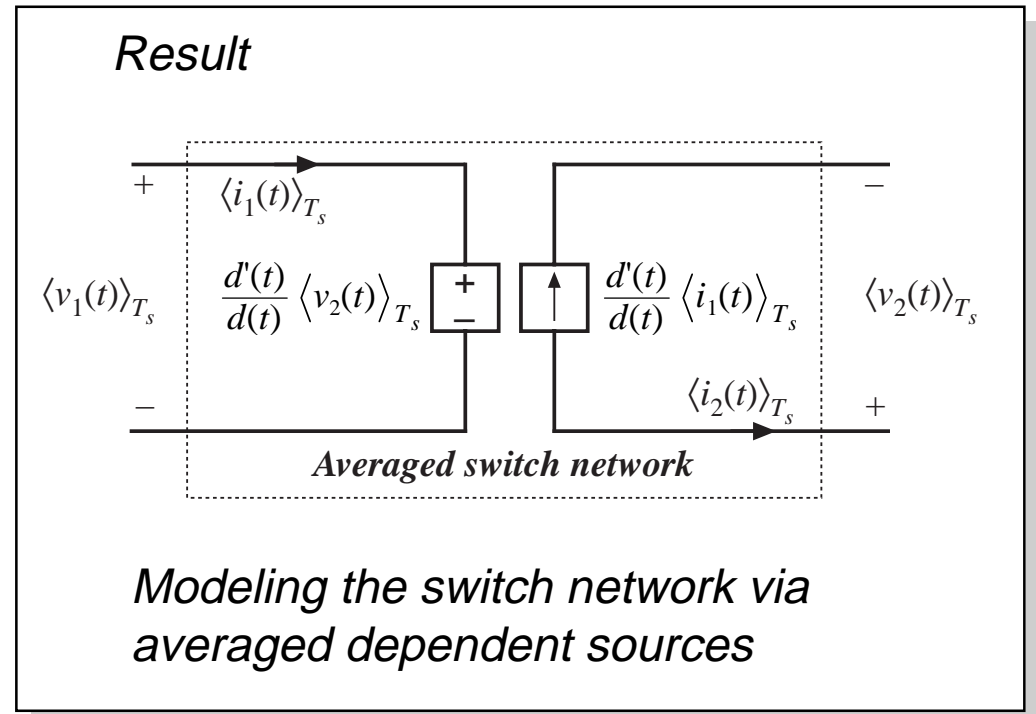 Result
+ ⟨i₁(t)⟩Tₛ −
⟨v₁(t)⟩Tₛ d'(t)/d(t) ⟨v₂(t)⟩Tₛ + − d'(t)/d(t) ⟨i₁(t)⟩Tₛ ⟨v₂(t)⟩Tₛ
− ⟨i₂(t)⟩Tₛ +
Averaged switch network
Modeling the switch network via
averaged dependent sources